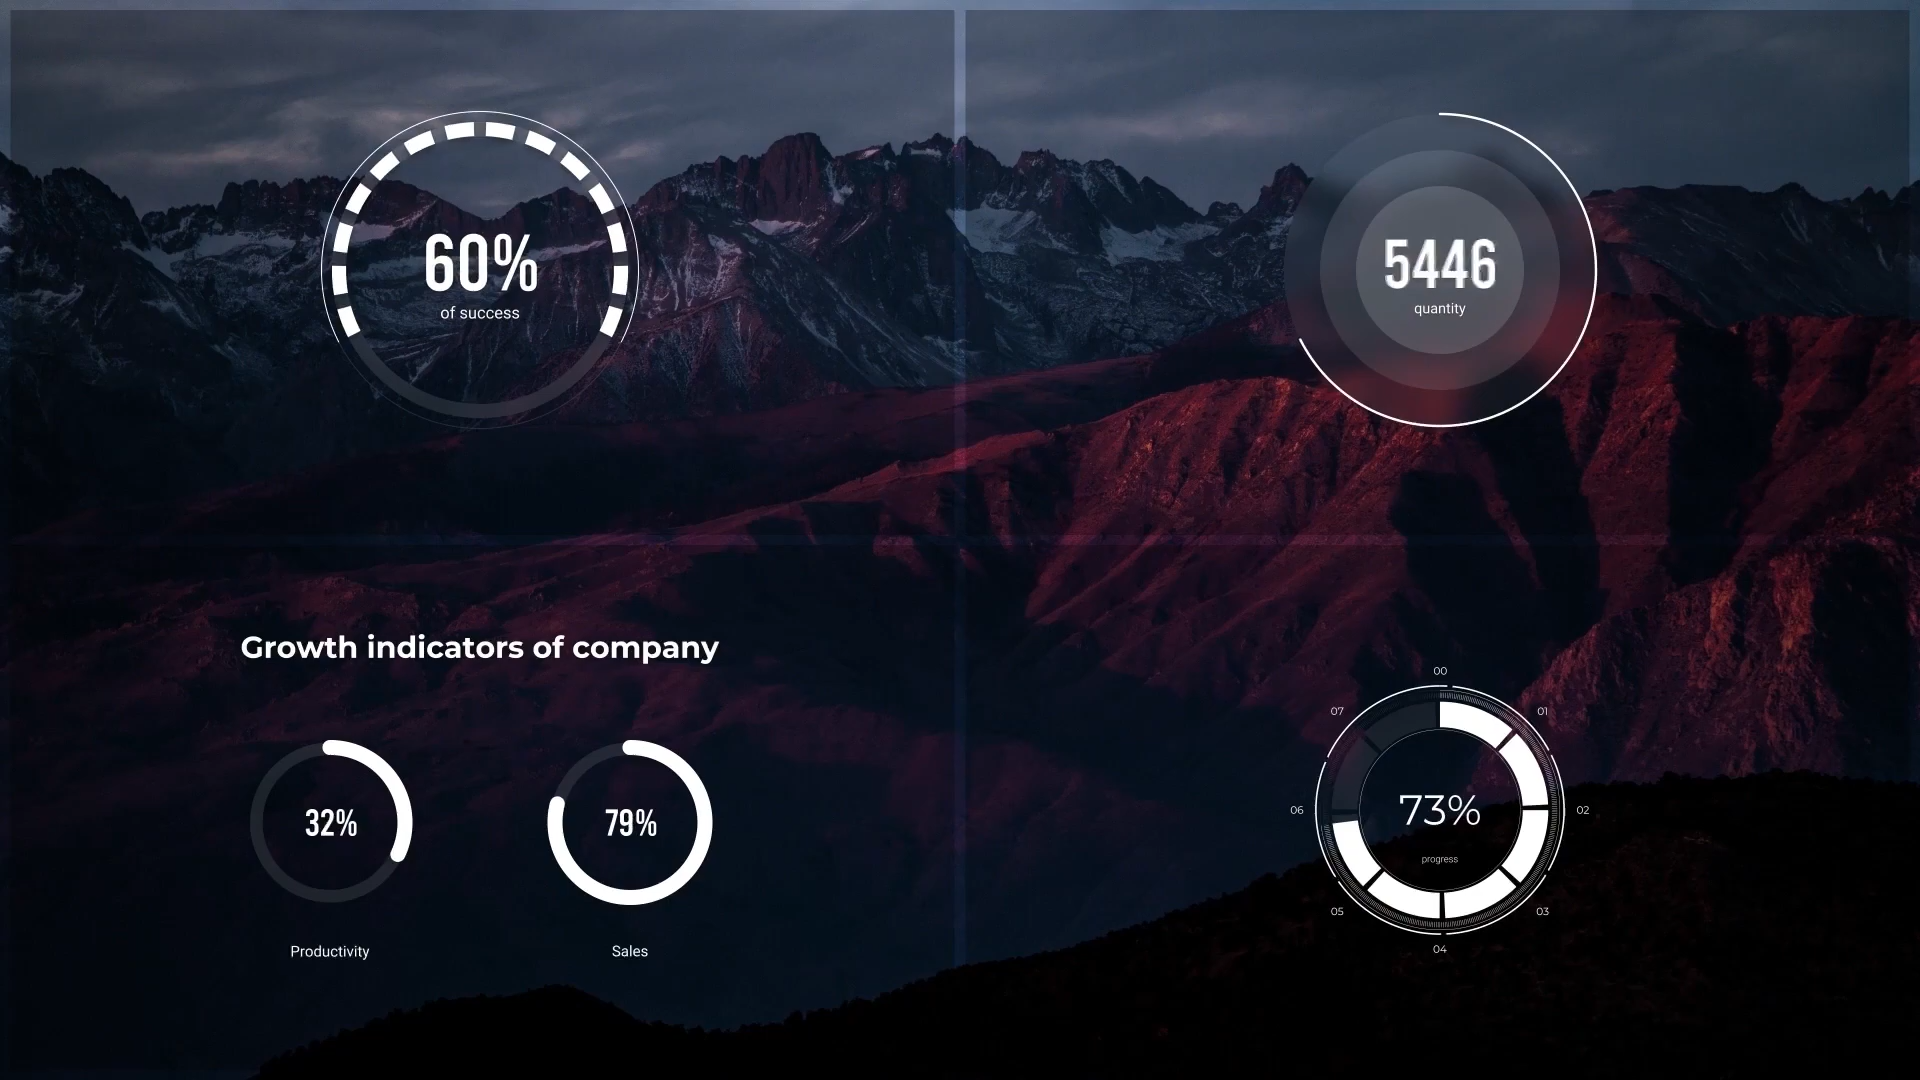 60%
of success
5446
quantity
Growth indicators of company
32%
Productivity
79%
Sales
00
01
02
03
04
05
06
07
73%
progress